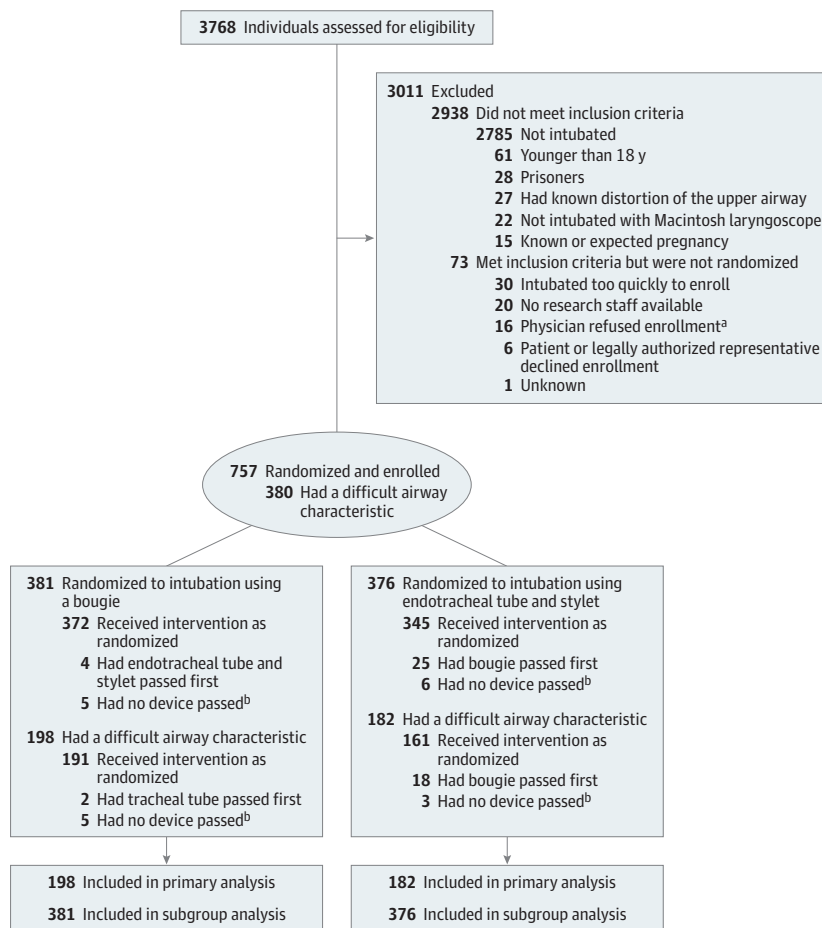 3768 Individuals assessed for eligibility
3011 Excluded
2938 Did not meet inclusion criteria
2785 Not intubated
61 Younger than 18 y
28 Prisoners
27 Had known distortion of the upper airway
22 Not intubated with Macintosh laryngoscope
15 Known or expected pregnancy
73 Met inclusion criteria but were not randomized
30 Intubated too quickly to enroll
20 No research staff available
16 Physician refused enrollmentᵃ
6 Patient or legally authorized representative
declined enrollment
1 Unknown
757 Randomized and enrolled
380 Had a difficult airway
characteristic
381 Randomized to intubation using
a bougie
372 Received intervention as
randomized
4 Had endotracheal tube and
stylet passed first
5 Had no device passedᵇ
198 Had a difficult airway characteristic
191 Received intervention as
randomized
2 Had tracheal tube passed first
5 Had no device passedᵇ
376 Randomized to intubation using
endotracheal tube and stylet
345 Received intervention as
randomized
25 Had bougie passed first
6 Had no device passedᵇ
182 Had a difficult airway characteristic
161 Received intervention as
randomized
18 Had bougie passed first
3 Had no device passedᵇ
198 Included in primary analysis
381 Included in subgroup analysis
182 Included in primary analysis
376 Included in subgroup analysis